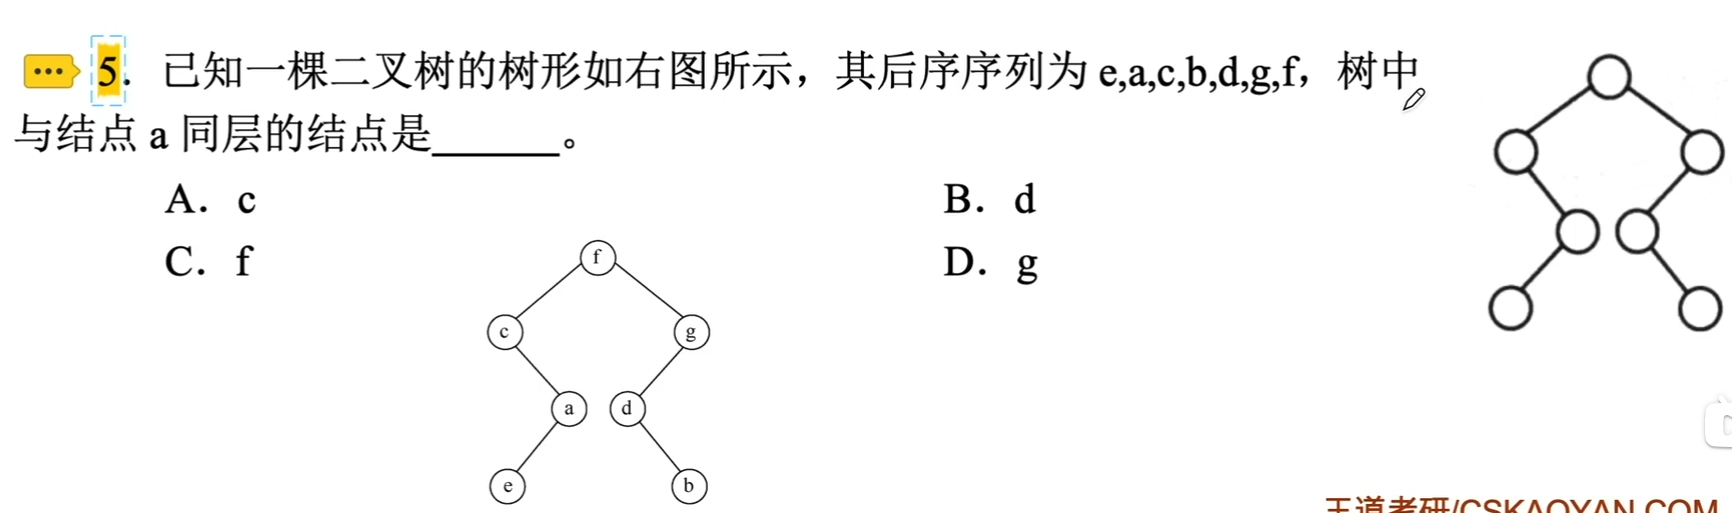 5. 已知一棵二叉树的树形如右图所示，其后序序列为 e,a,c,b,d,g,f，树中
与结点 a 同层的结点是______。
A. c
B. d
C. f
D. g
f
c
g
a
d
e
b
王道考研/CSKAOYAN.COM